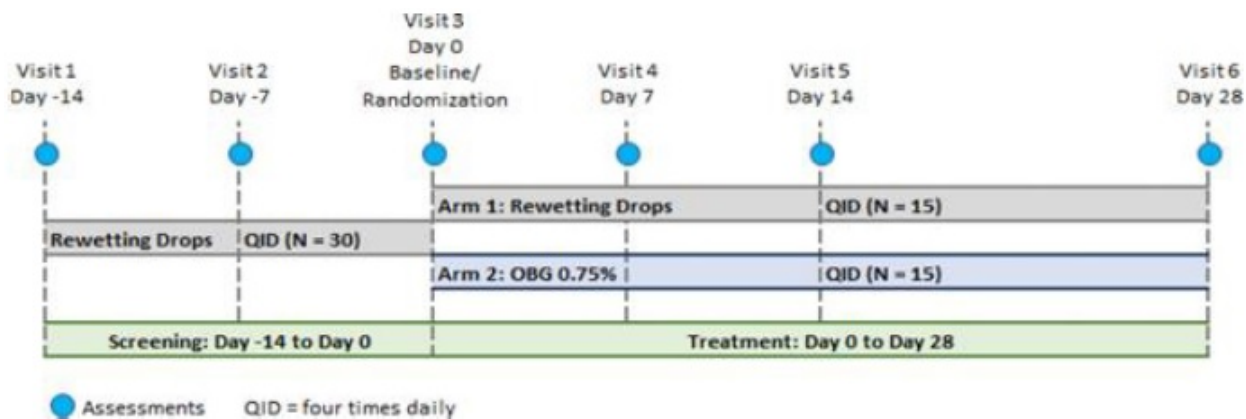 Visit 1
Day -14
Visit 2
Day -7
Visit 3
Day 0
Baseline/
Randomization
Visit 4
Day 7
Visit 5
Day 14
Visit 6
Day 28
Arm 1: Rewetting Drops QID (N = 15)
Rewetting Drops QID (N = 30)
Arm 2: OBG 0.75% QID (N = 15)
Screening: Day -14 to Day 0 Treatment: Day 0 to Day 28
Assessments QID = four times daily